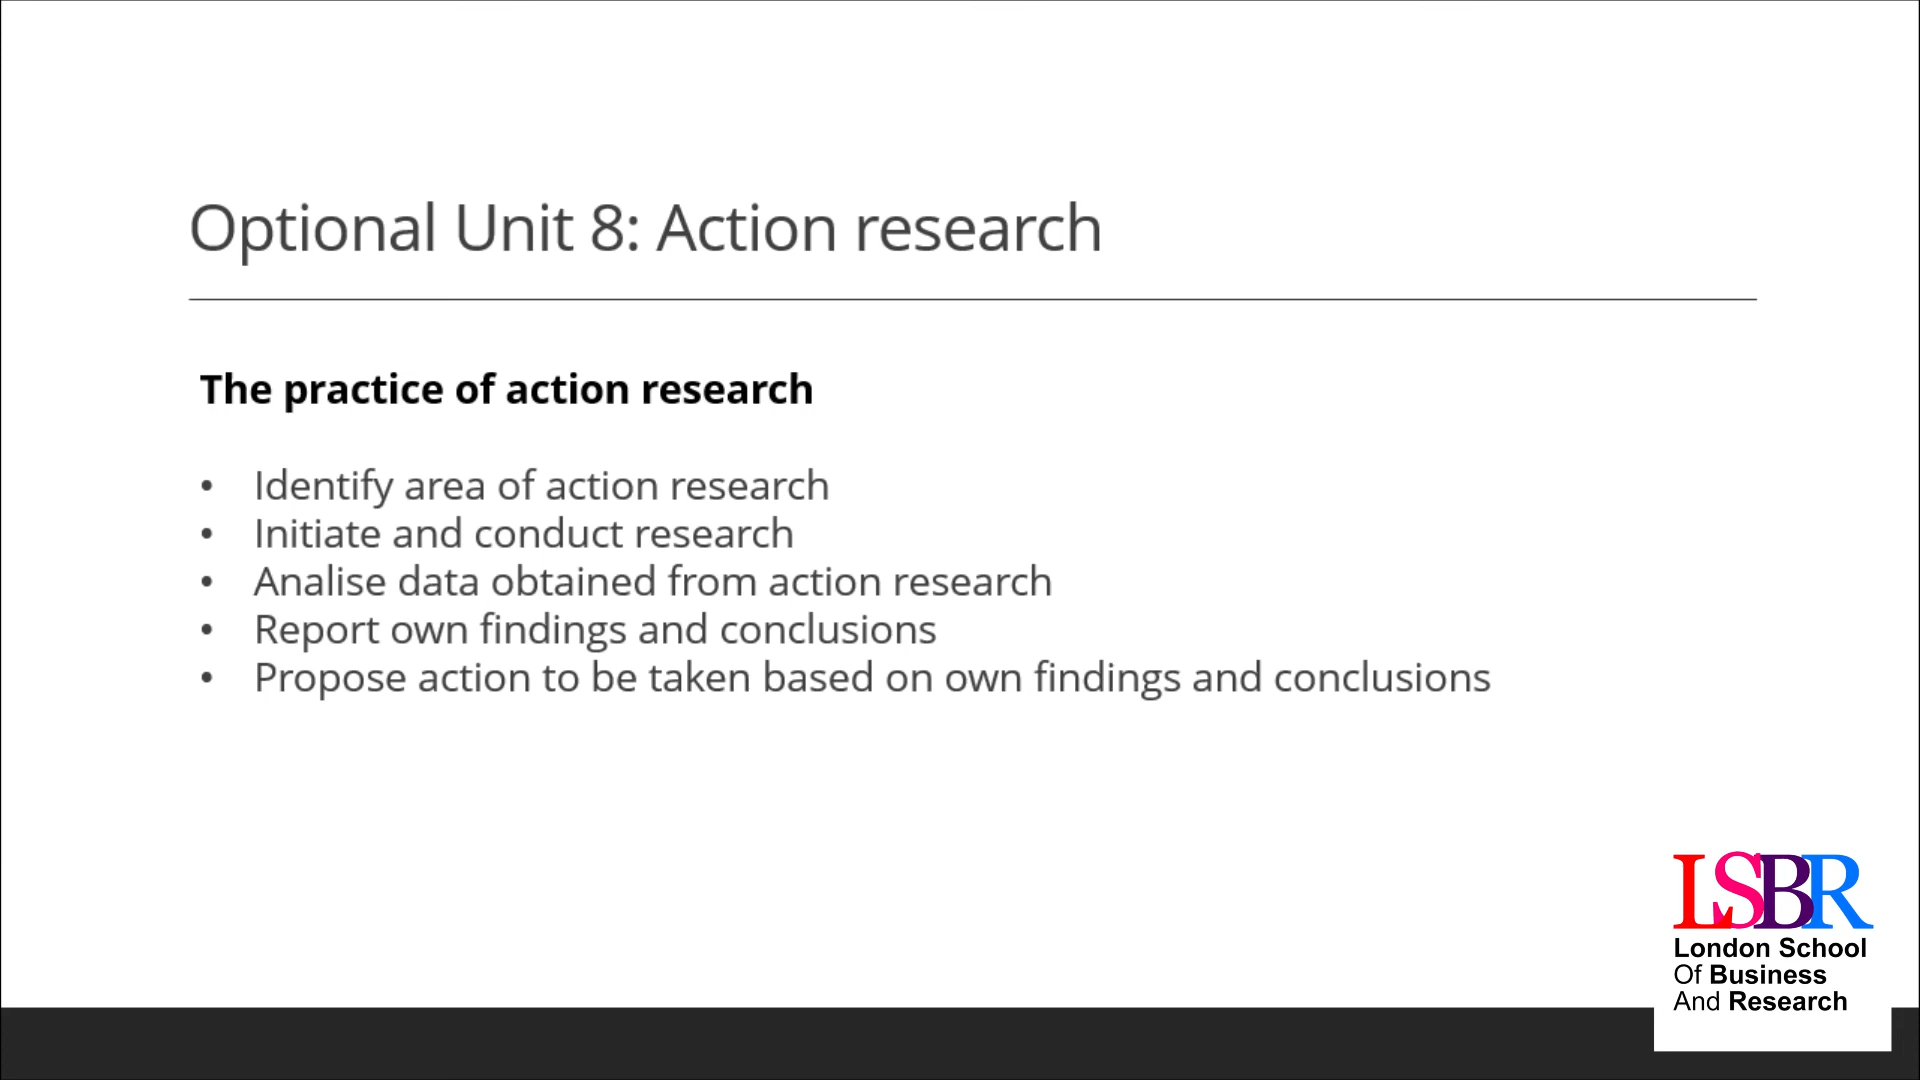 Optional Unit 8: Action research
The practice of action research
• Identify area of action research
• Initiate and conduct research
• Analise data obtained from action research
• Report own findings and conclusions
• Propose action to be taken based on own findings and conclusions
LSBR
London School
Of Business
And Research